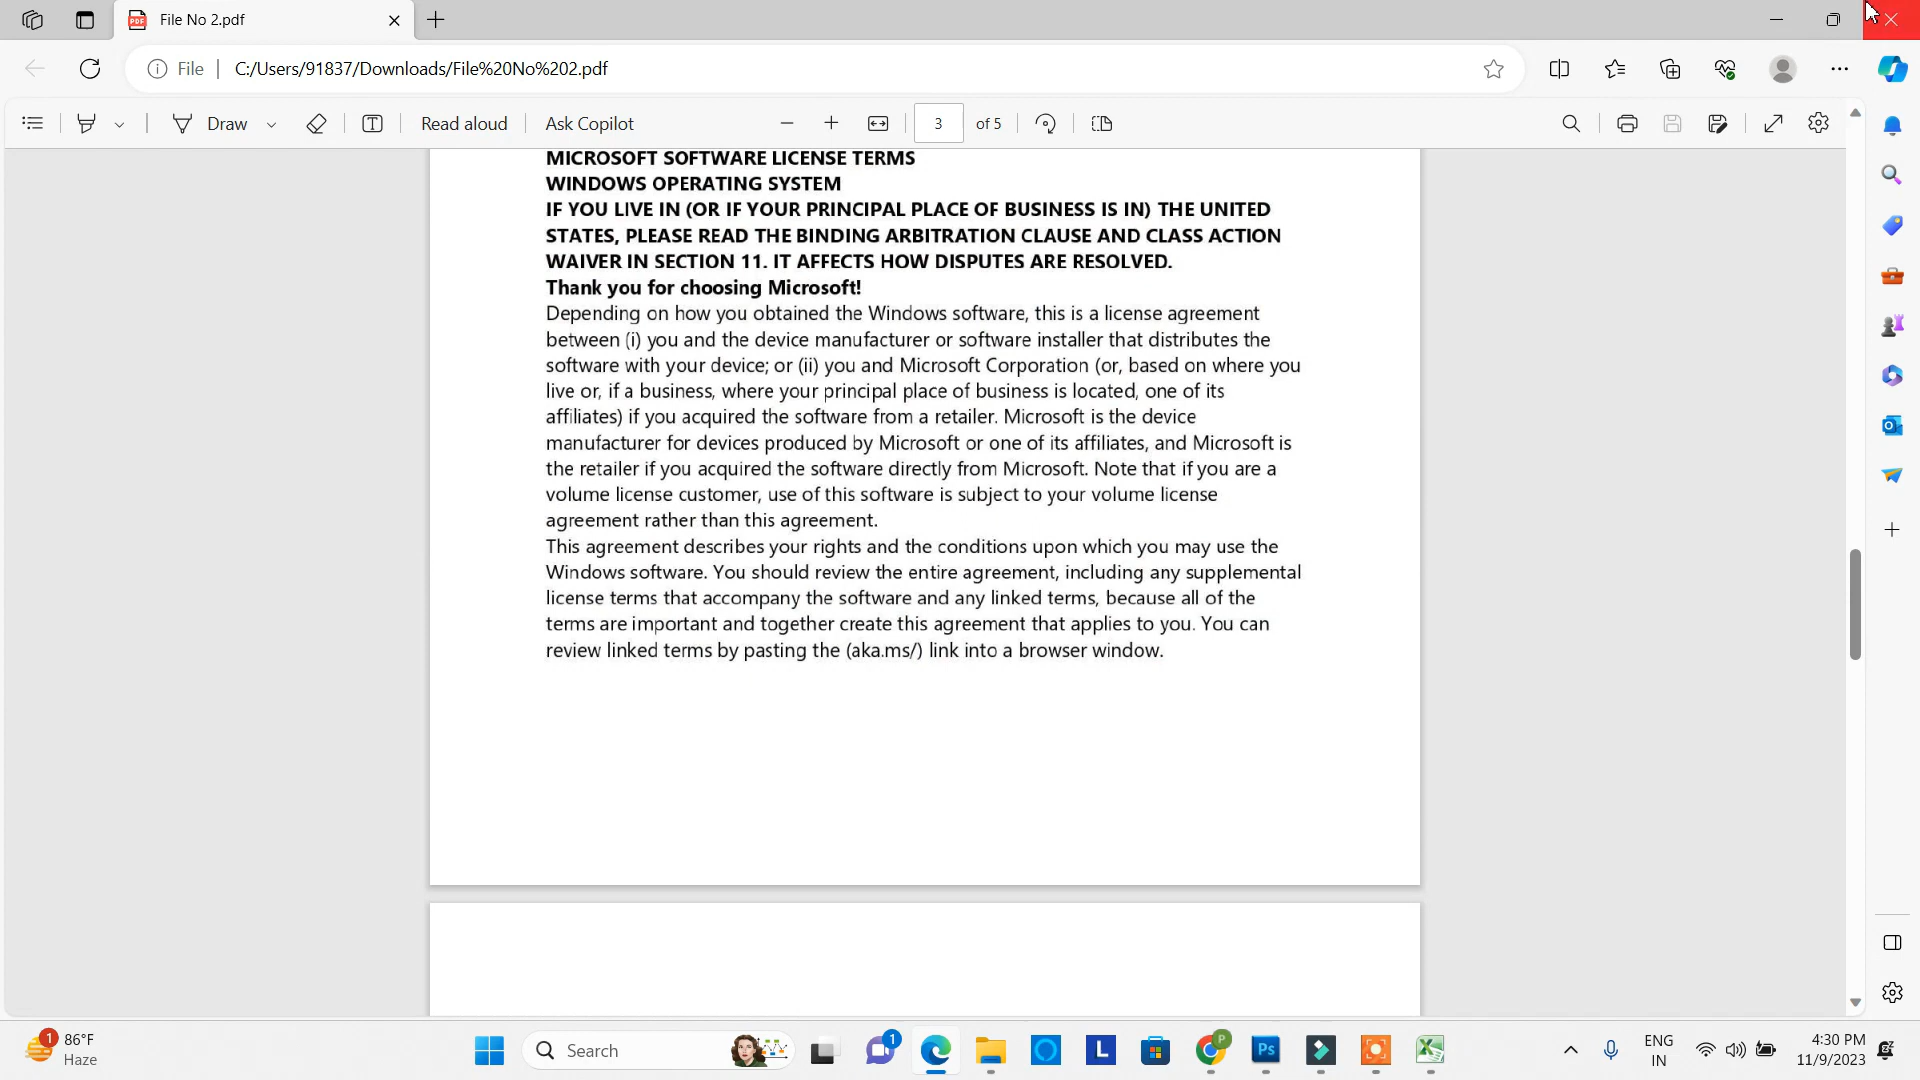 File No 2.pdf
File
C:/Users/91837/Downloads/File%20No%202.pdf
Draw
Read aloud
Ask Copilot
3
of 5
MICROSOFT SOFTWARE LICENSE TERMS
WINDOWS OPERATING SYSTEM
IF YOU LIVE IN (OR IF YOUR PRINCIPAL PLACE OF BUSINESS IS IN) THE UNITED
STATES, PLEASE READ THE BINDING ARBITRATION CLAUSE AND CLASS ACTION
WAIVER IN SECTION 11. IT AFFECTS HOW DISPUTES ARE RESOLVED.
Thank you for choosing Microsoft!
Depending on how you obtained the Windows software, this is a license agreement
between (i) you and the device manufacturer or software installer that distributes the
software with your device; or (ii) you and Microsoft Corporation (or, based on where you
live or, if a business, where your principal place of business is located, one of its
affiliates) if you acquired the software from a retailer. Microsoft is the device
manufacturer for devices produced by Microsoft or one of its affiliates, and Microsoft is
the retailer if you acquired the software directly from Microsoft. Note that if you are a
volume license customer, use of this software is subject to your volume license
agreement rather than this agreement.
This agreement describes your rights and the conditions upon which you may use the
Windows software. You should review the entire agreement, including any supplemental
license terms that accompany the software and any linked terms, because all of the
terms are important and together create this agreement that applies to you. You can
review linked terms by pasting the (aka.ms/) link into a browser window.
1
86°F
Haze
Search
1
L
P
Ps
ENG
IN
4:30 PM
11/9/2023